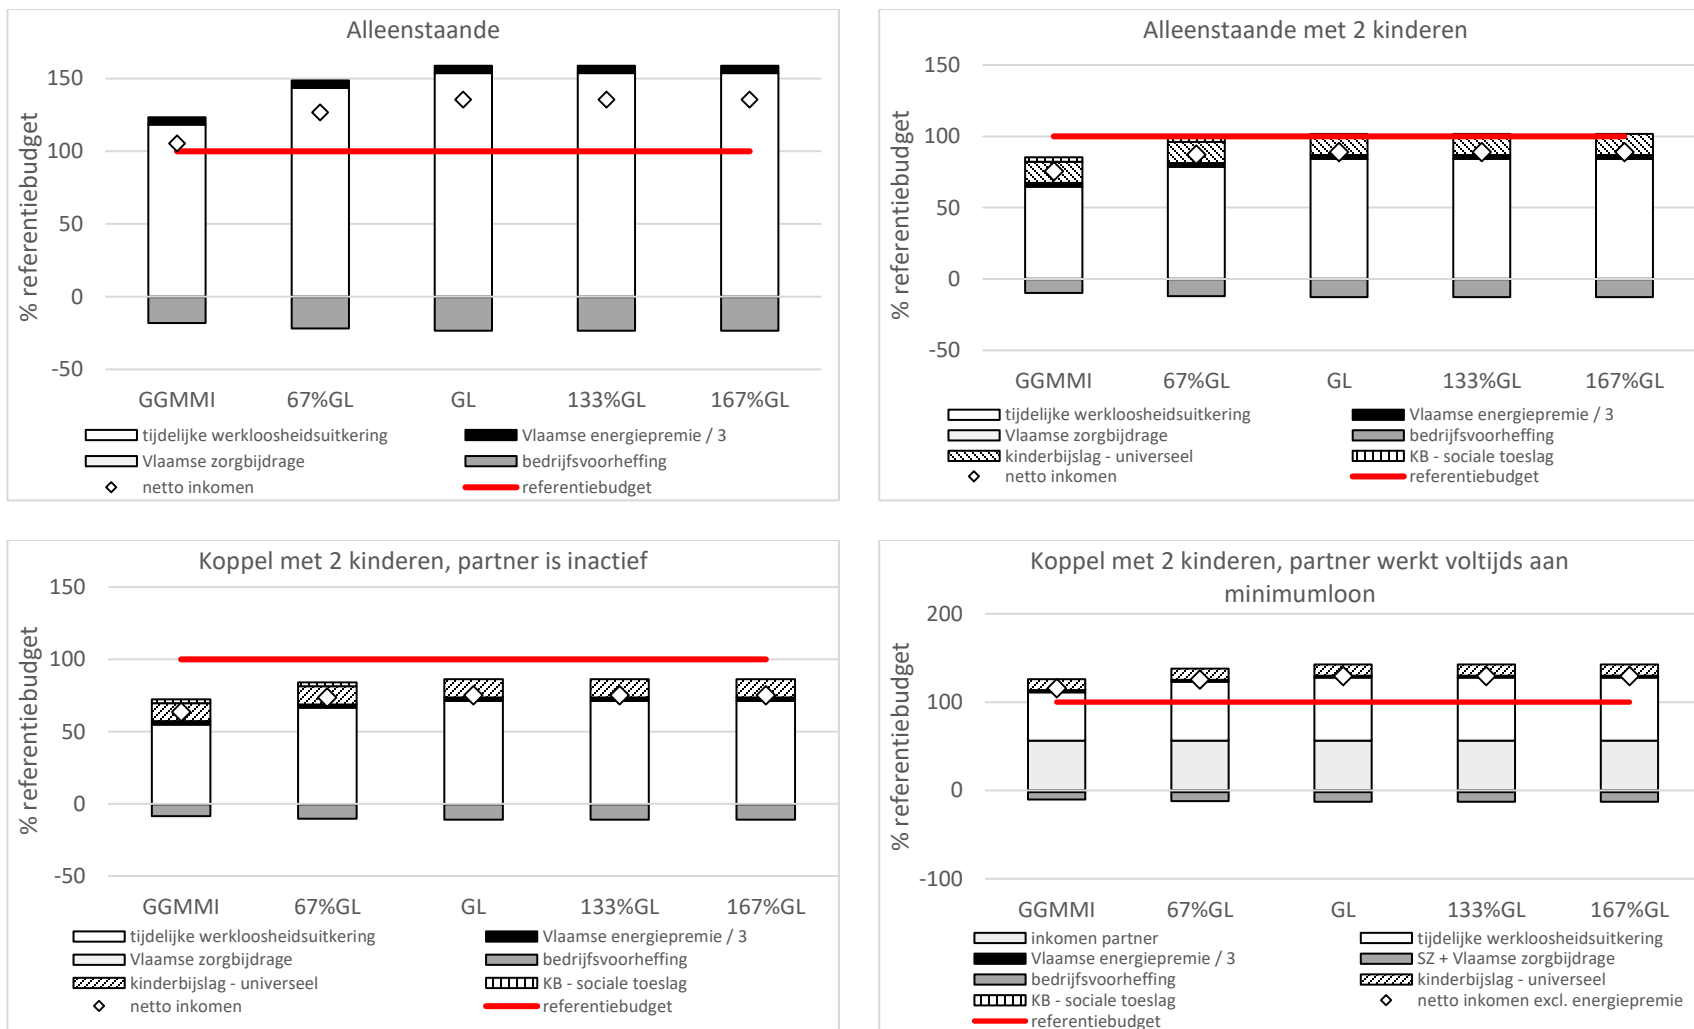 Alleenstaande
% referentiebudget
150
100
50
0
-50
GGMMI 67%GL GL 133%GL 167%GL
tijdelijke werkloosheidsuitkering Vlaamse energiepremie / 3
Vlaamse zorgbijdrage bedrijfsvoorheffing
netto inkomen referentiebudget
Alleenstaande met 2 kinderen
% referentiebudget
150
100
50
0
-50
GGMMI 67%GL GL 133%GL 167%GL
tijdelijke werkloosheidsuitkering Vlaamse energiepremie / 3
Vlaamse zorgbijdrage bedrijfsvoorheffing
kinderbijslag - universeel KB - sociale toeslag
netto inkomen referentiebudget
Koppel met 2 kinderen, partner is inactief
% referentiebudget
150
100
50
0
-50
GGMMI 67%GL GL 133%GL 167%GL
tijdelijke werkloosheidsuitkering Vlaamse energiepremie / 3
Vlaamse zorgbijdrage bedrijfsvoorheffing
kinderbijslag - universeel KB - sociale toeslag
netto inkomen referentiebudget
Koppel met 2 kinderen, partner werkt voltijds aan
minimumloon
% referentiebudget
200
100
0
-100
GGMMI 67%GL GL 133%GL 167%GL
inkomen partner tijdelijke werkloosheidsuitkering
Vlaamse energiepremie / 3 SZ + Vlaamse zorgbijdrage
bedrijfsvoorheffing kinderbijslag - universeel
KB - sociale toeslag netto inkomen excl. energiepremie
referentiebudget